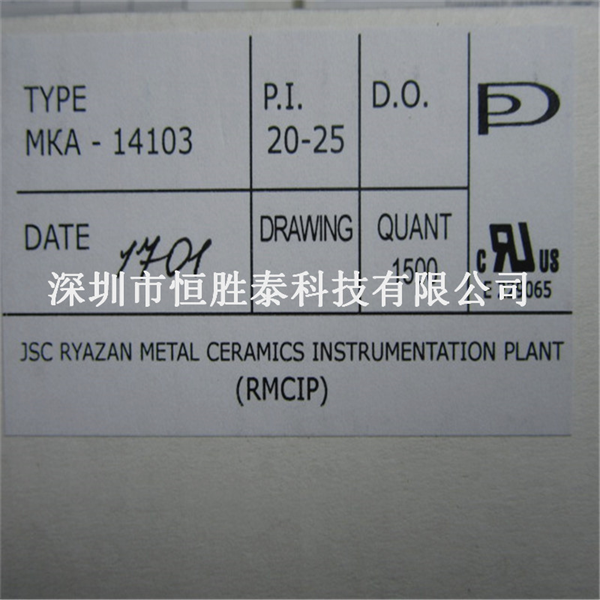 TYPE
MKA - 14103
P.I.
20-25
D.O.
DATE
1701
DRAWING
QUANT
1500
C RU US
深圳市恒胜泰科技有限公司
JSC RYAZAN METAL CERAMICS INSTRUMENTATION PLANT
(RMCIP)